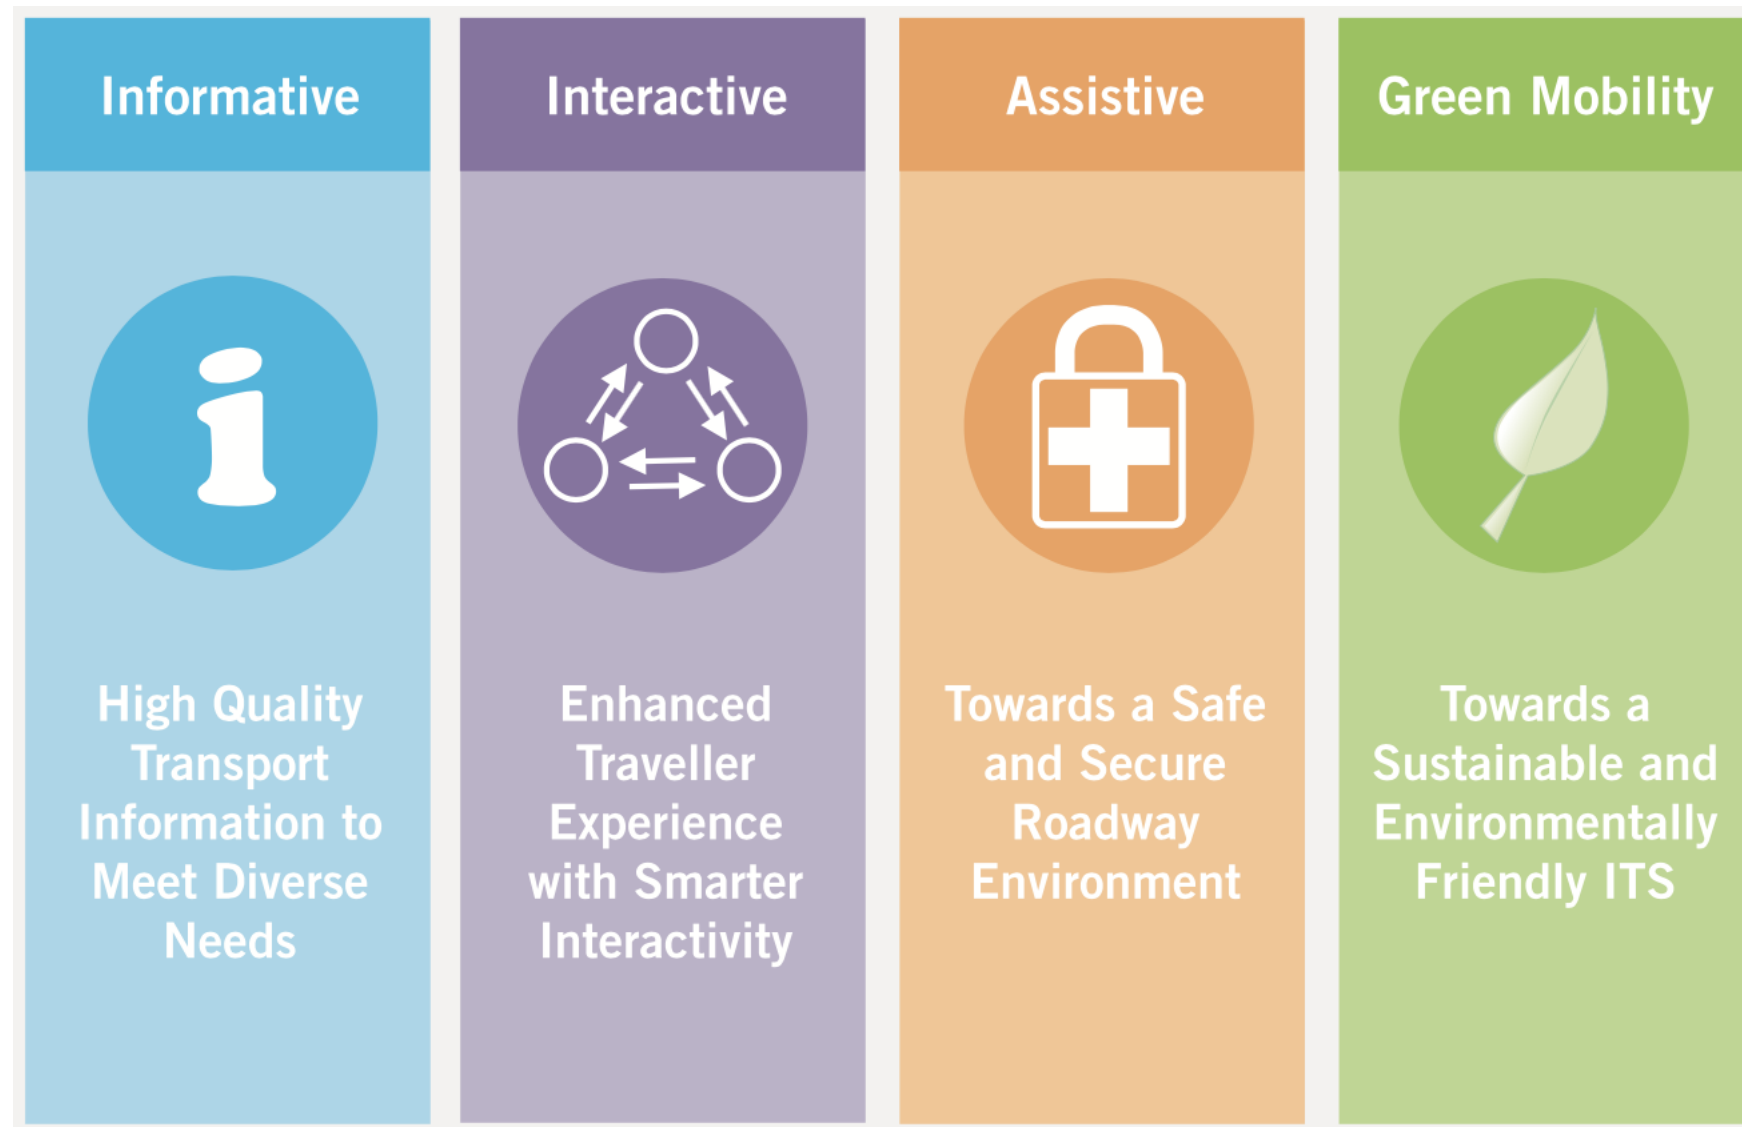 Informative
High Quality
Transport
Information to
Meet Diverse
Needs
Interactive
Enhanced
Traveller
Experience
with Smarter
Interactivity
Assistive
Towards a Safe
and Secure
Roadway
Environment
Green Mobility
Towards a
Sustainable and
Environmentally
Friendly ITS